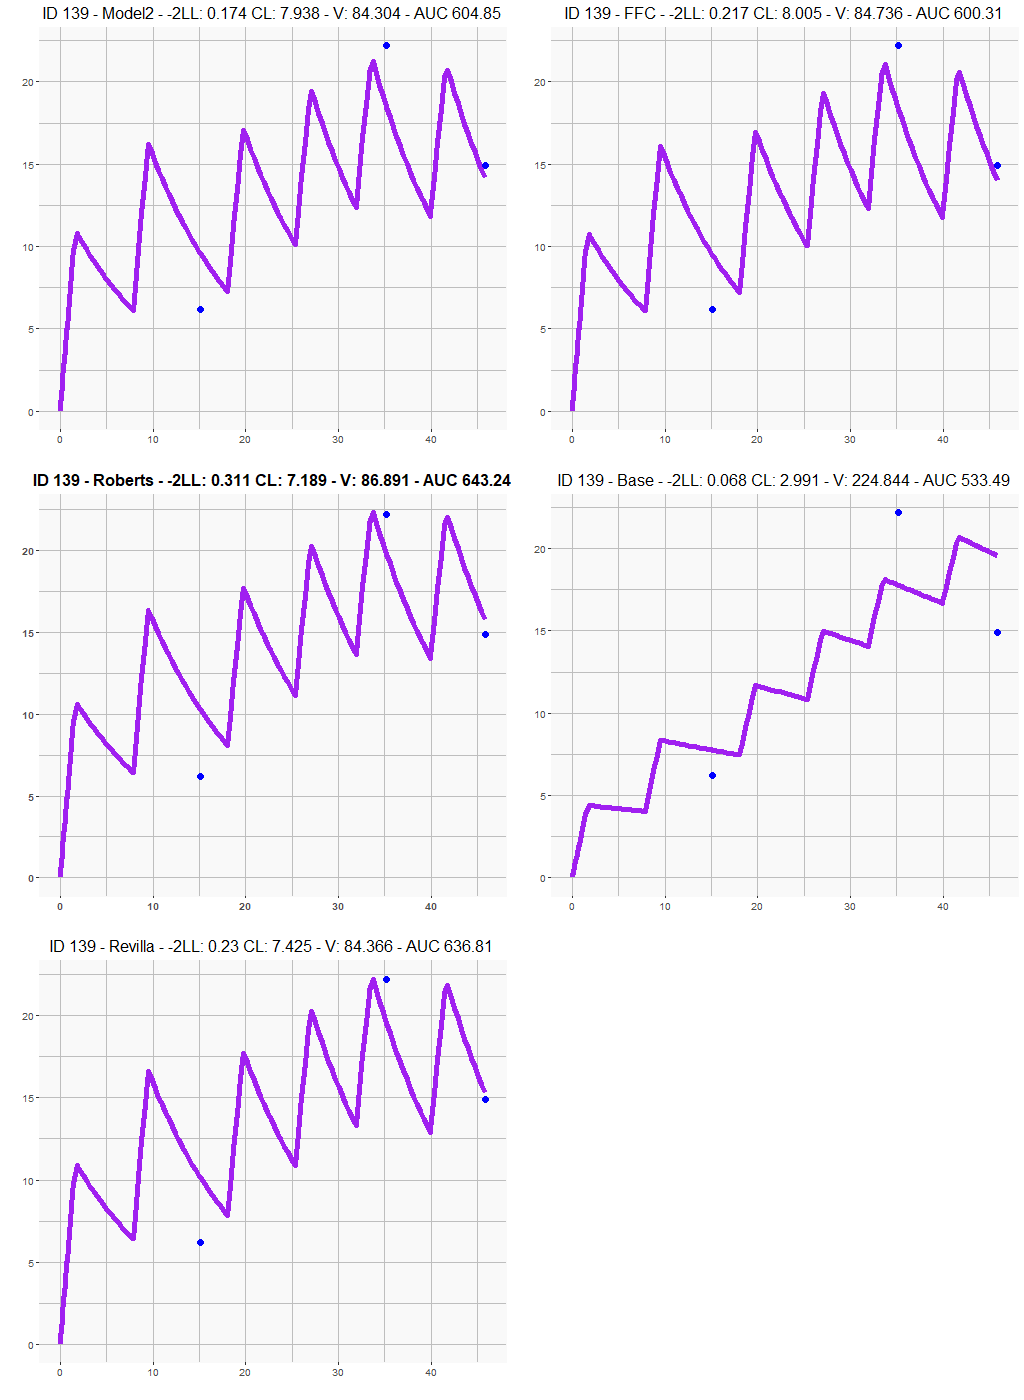 ID 139 - Model2 - -2LL: 0.174 CL: 7.938 - V: 84.304 - AUC 604.85
20
15
10
5
0
0 10 20 30 40
ID 139 - FFC - -2LL: 0.217 CL: 8.005 - V: 84.736 - AUC 600.31
20
15
10
5
0
0 10 20 30 40
ID 139 - Roberts - -2LL: 0.311 CL: 7.189 - V: 86.891 - AUC 643.24
20
15
10
5
0
0 10 20 30 40
ID 139 - Base - -2LL: 0.068 CL: 2.991 - V: 224.844 - AUC 533.49
20
15
10
5
0
0 10 20 30 40
ID 139 - Revilla - -2LL: 0.23 CL: 7.425 - V: 84.366 - AUC 636.81
20
15
10
5
0
0 10 20 30 40